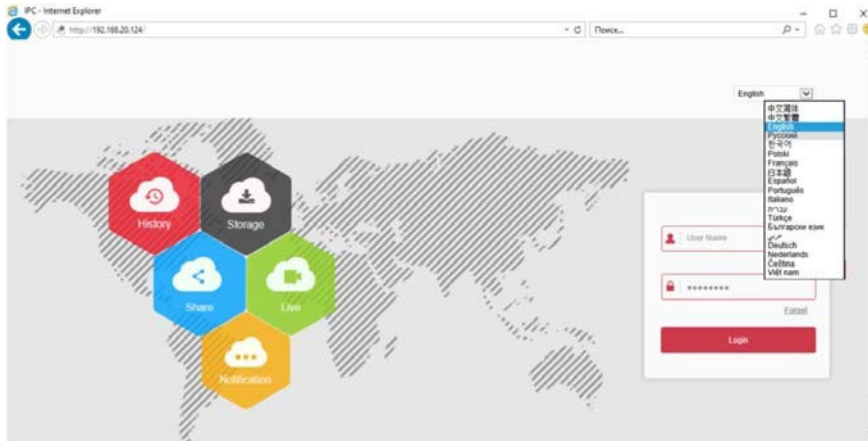 IPC - Internet Explorer
http://192.168.20.124/
Поиск...
English
中文简体
中文繁體
English
Русский
한국어
Polski
Français
日本語
Español
Português
Italiano
עברית
Türkçe
Български език
عربي
Deutsch
Nederlands
Čeština
Việt nam
History
Storage
Share
Live
Notification
User Name
Forget
Login